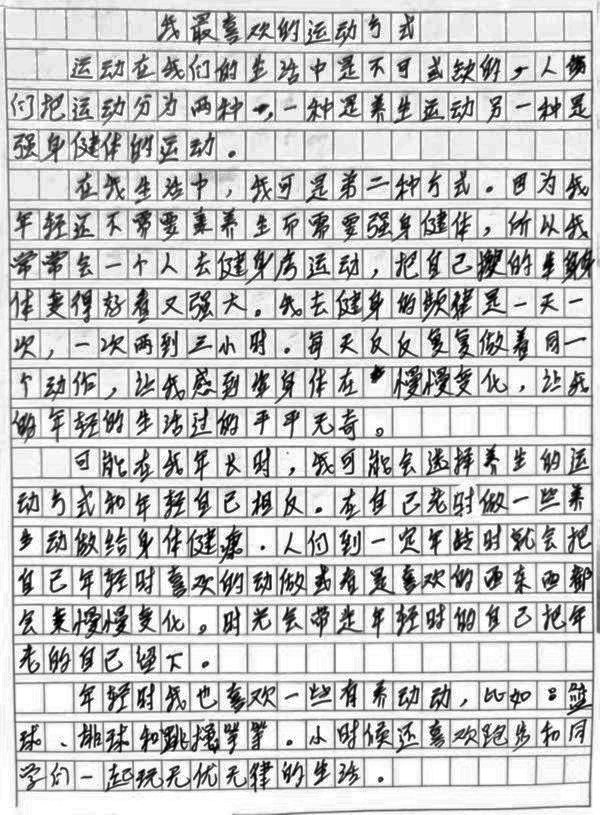 我最喜欢的运动方式
运动在我们的生活中是不可或缺的，人
们把运动分为两种，一种是养生运动另一种是
强身健体的运动。
在我生活中，我可是第二种方式。因为我
年轻还不需要养生而需要强身健体，所以我
常常会一个人去健身房运动，把自己的身
体变得好看又强大。我去健身的频律是一天一
次，一次两到三小时。每天反反复复做着同一
个动作，让我感到身体在慢慢变化，让我
的年轻的生活过的平平无奇。
可能在我年长时，我可能会选择养生的运
动方式和年轻自己相反。在自己老时做一些养
生动做给身体健康。人们到一定年龄时就会把
自己年轻时喜欢的动做或者是喜欢的西东西都
会来慢慢变化。时光会带走年轻时的自己把年
老的自己留下。
年轻时我也喜欢一些有养动动，比如：篮
球、排球和跳操等等。小时候还喜欢跑步和同
学们一起玩无忧无律的生活。